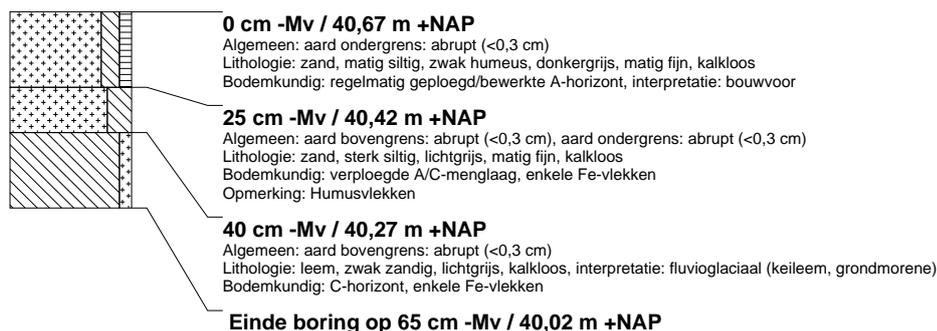 0 cm -Mv / 40,67 m +NAP
Algemeen: aard ondergrens: abrupt (<0,3 cm)
Lithologie: zand, matig siltig, zwak humeus, donkergrijs, matig fijn, kalkloos
Bodemkundig: regelmatig geploegd/bewerkte A-horizont, interpretatie: bouwvoor
25 cm -Mv / 40,42 m +NAP
Algemeen: aard bovengrens: abrupt (<0,3 cm), aard ondergrens: abrupt (<0,3 cm)
Lithologie: zand, sterk siltig, lichtgrijs, matig fijn, kalkloos
Bodemkundig: verploegde A/C-menglaag, enkele Fe-vlekken
Opmerking: Humusvlekken
40 cm -Mv / 40,27 m +NAP
Algemeen: aard bovengrens: abrupt (<0,3 cm)
Lithologie: leem, zwak zandig, lichtgrijs, kalkloos, interpretatie: fluvioglaciaal (keileem, grondmorene)
Bodemkundig: C-horizont, enkele Fe-vlekken
Einde boring op 65 cm -Mv / 40,02 m +NAP